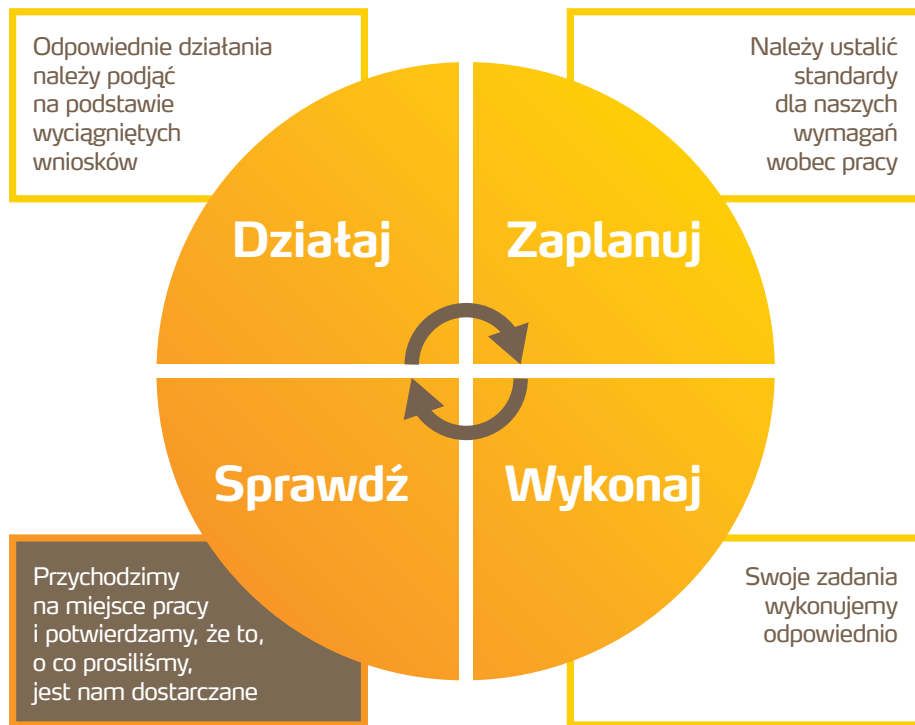 Odpowiednie działania
należy podjąć
na podstawie
wyciągniętych
wniosków
Należy ustalić
standardy
dla naszych
wymagań
wobec pracy
Działaj
Zaplanuj
Sprawdź
Wykonaj
Przychodzimy
na miejsce pracy
i potwierdzamy, że to,
o co prosiliśmy,
jest nam dostarczane
Swoje zadania
wykonujemy
odpowiednio